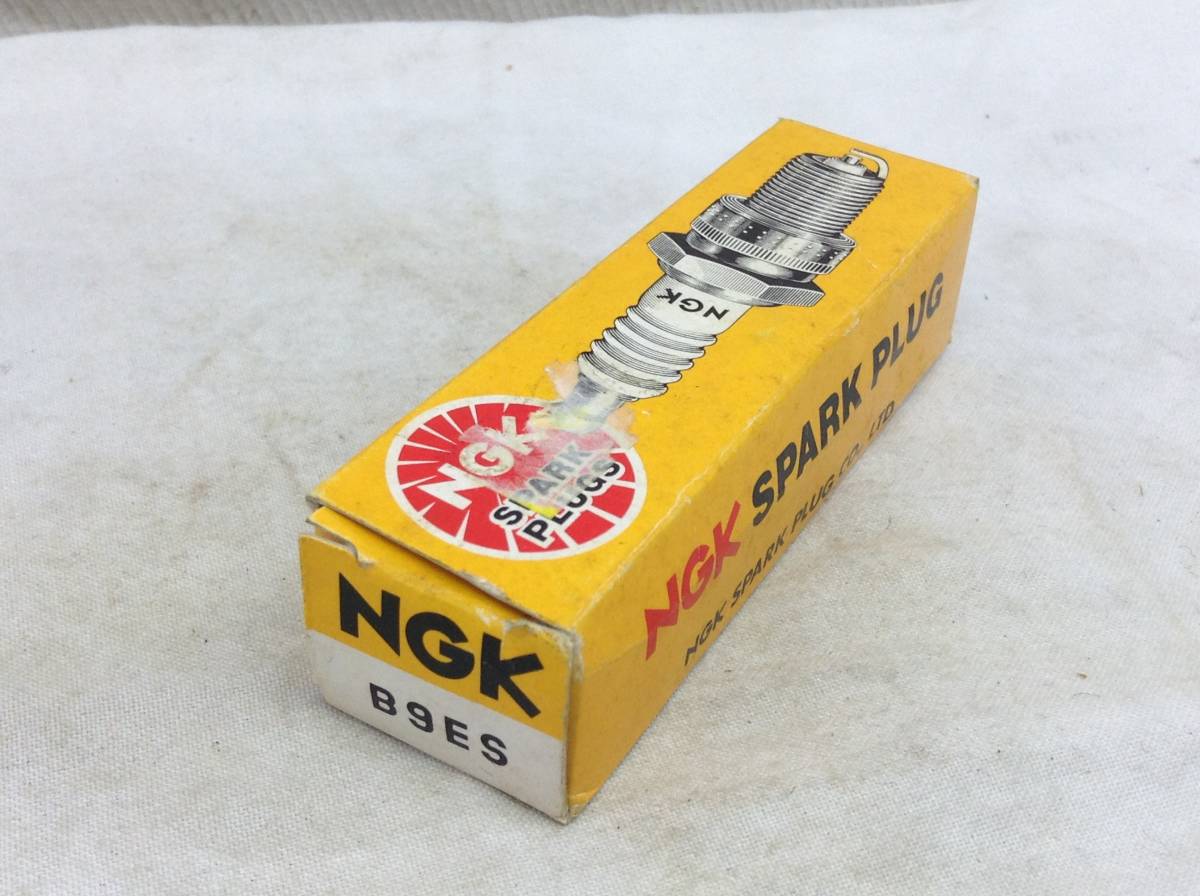 NGK
NGK
SPARK
PLUGS
NGK SPARK PLUG
NGK SPARK PLUG CO., LTD.
NGK
B9ES